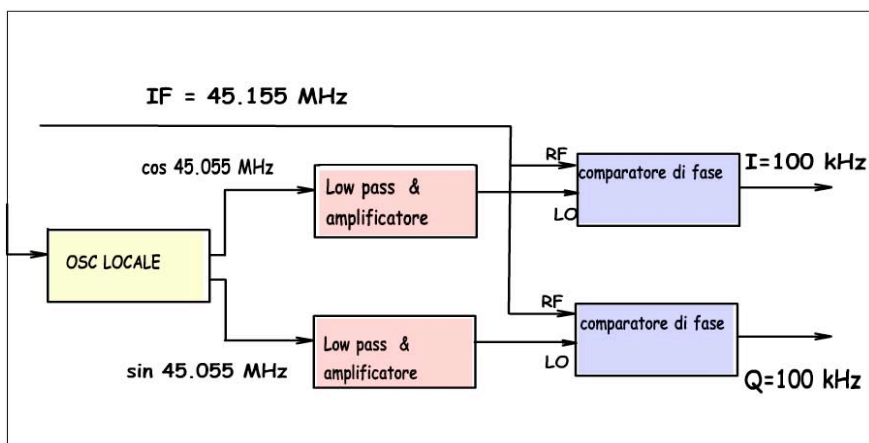 IF = 45.155 MHz
cos 45.055 MHz
Low pass &
amplificatore
RF
LO
comparatore di fase
I=100 kHz
OSC LOCALE
sin 45.055 MHz
Low pass &
amplificatore
RF
LO
comparatore di fase
Q=100 kHz